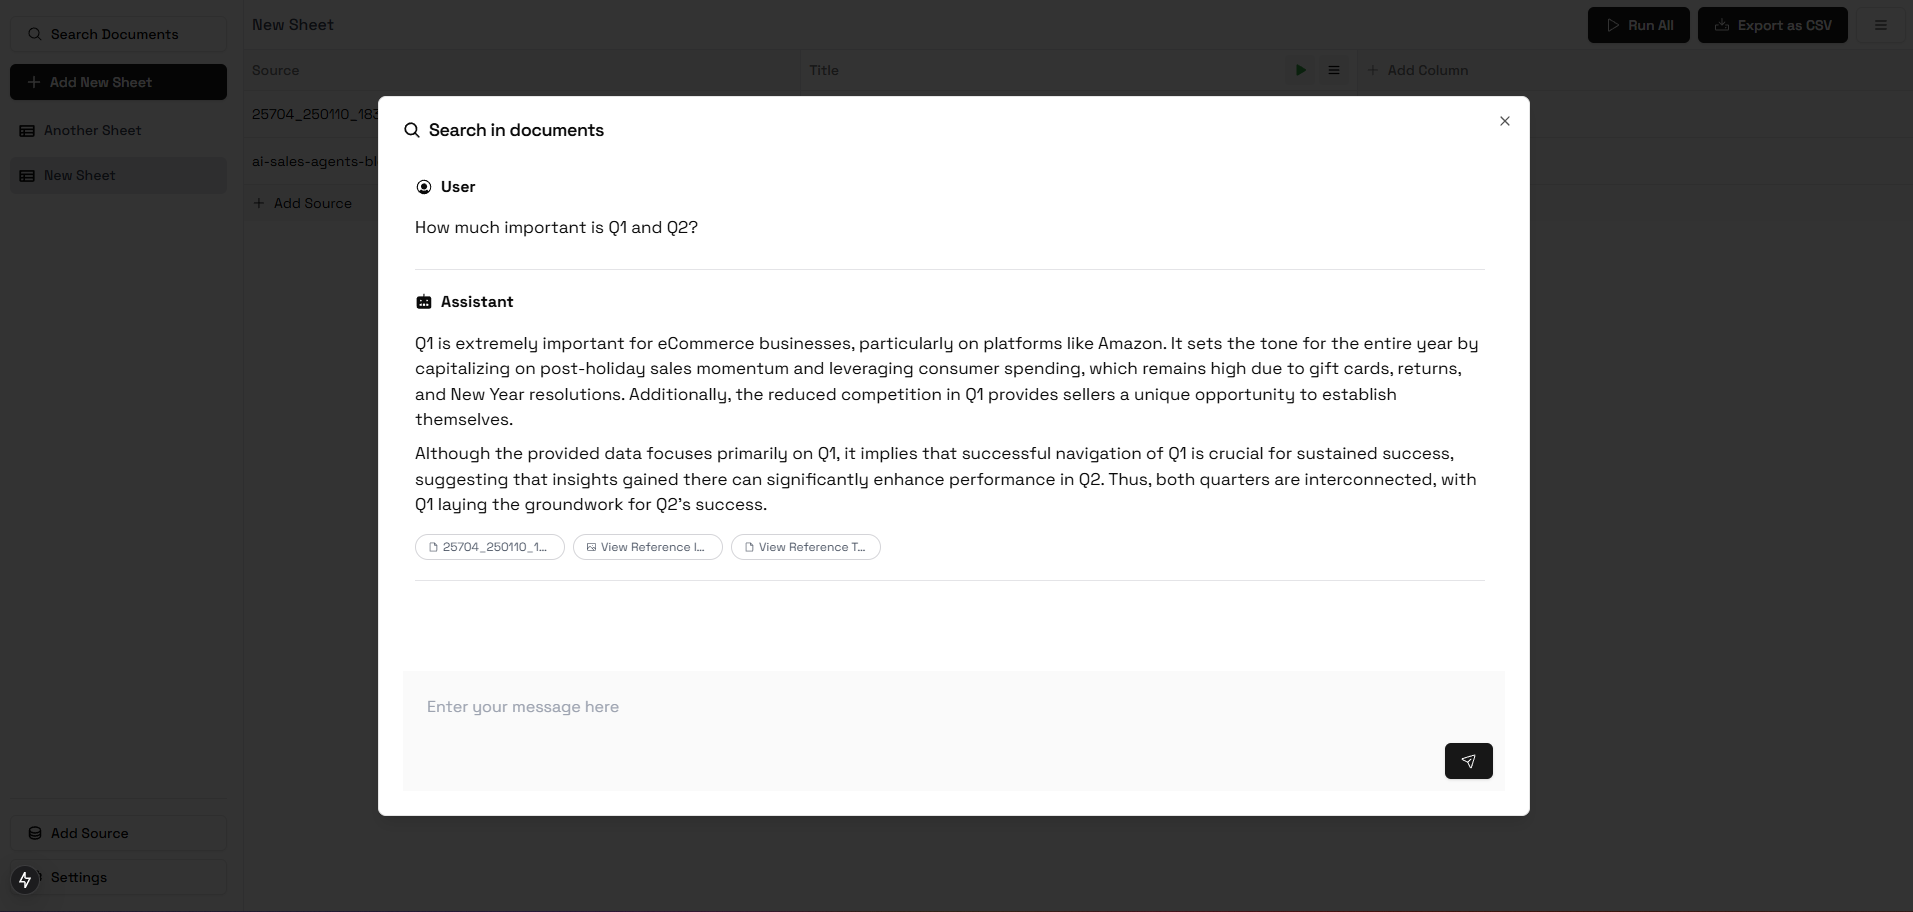 Search Documents
Add New Sheet
Another Sheet
New Sheet
Add Source
Settings
New Sheet
Run All
Export as CSV
Source
Title
Add Column
25704_250110_183
ai-sales-agents-bl
Add Source
Search in documents
User
How much important is Q1 and Q2?
Assistant
Q1 is extremely important for eCommerce businesses, particularly on platforms like Amazon. It sets the tone for the entire year by
capitalizing on post-holiday sales momentum and leveraging consumer spending, which remains high due to gift cards, returns,
and New Year resolutions. Additionally, the reduced competition in Q1 provides sellers a unique opportunity to establish
themselves.
Although the provided data focuses primarily on Q1, it implies that successful navigation of Q1 is crucial for sustained success,
suggesting that insights gained there can significantly enhance performance in Q2. Thus, both quarters are interconnected, with
Q1 laying the groundwork for Q2's success.
25704_250110_1...
View Reference I...
View Reference T...
Enter your message here